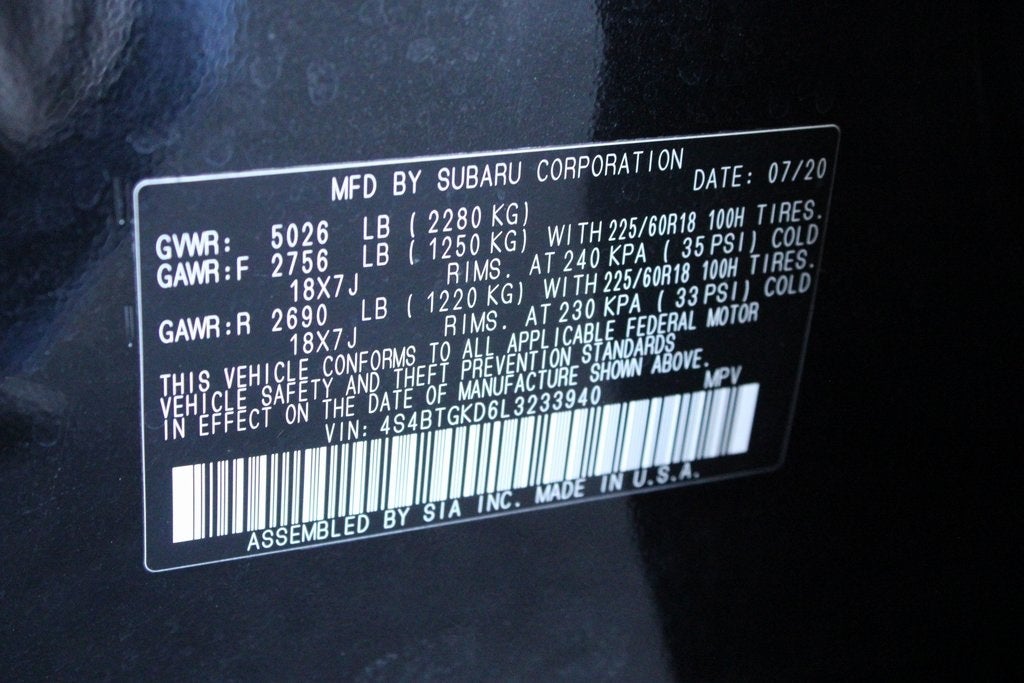 MFD BY SUBARU CORPORATION DATE: 07/20
GVWR: 5026 LB ( 2280 KG)
GAWR:F 2756 LB ( 1250 KG) WITH 225/60R18 100H TIRES.
18X7J RIMS. AT 240 KPA ( 35 PSI) COLD
GAWR:R 2690 LB ( 1220 KG) WITH 225/60R18 100H TIRES.
18X7J RIMS. AT 230 KPA ( 33 PSI) COLD
THIS VEHICLE CONFORMS TO ALL APPLICABLE FEDERAL MOTOR
VEHICLE SAFETY AND THEFT PREVENTION STANDARDS
IN EFFECT ON THE DATE OF MANUFACTURE SHOWN ABOVE.
VIN: 4S4BTGKD6L3233940 MPV
ASSEMBLED BY SIA INC. MADE IN U.S.A.